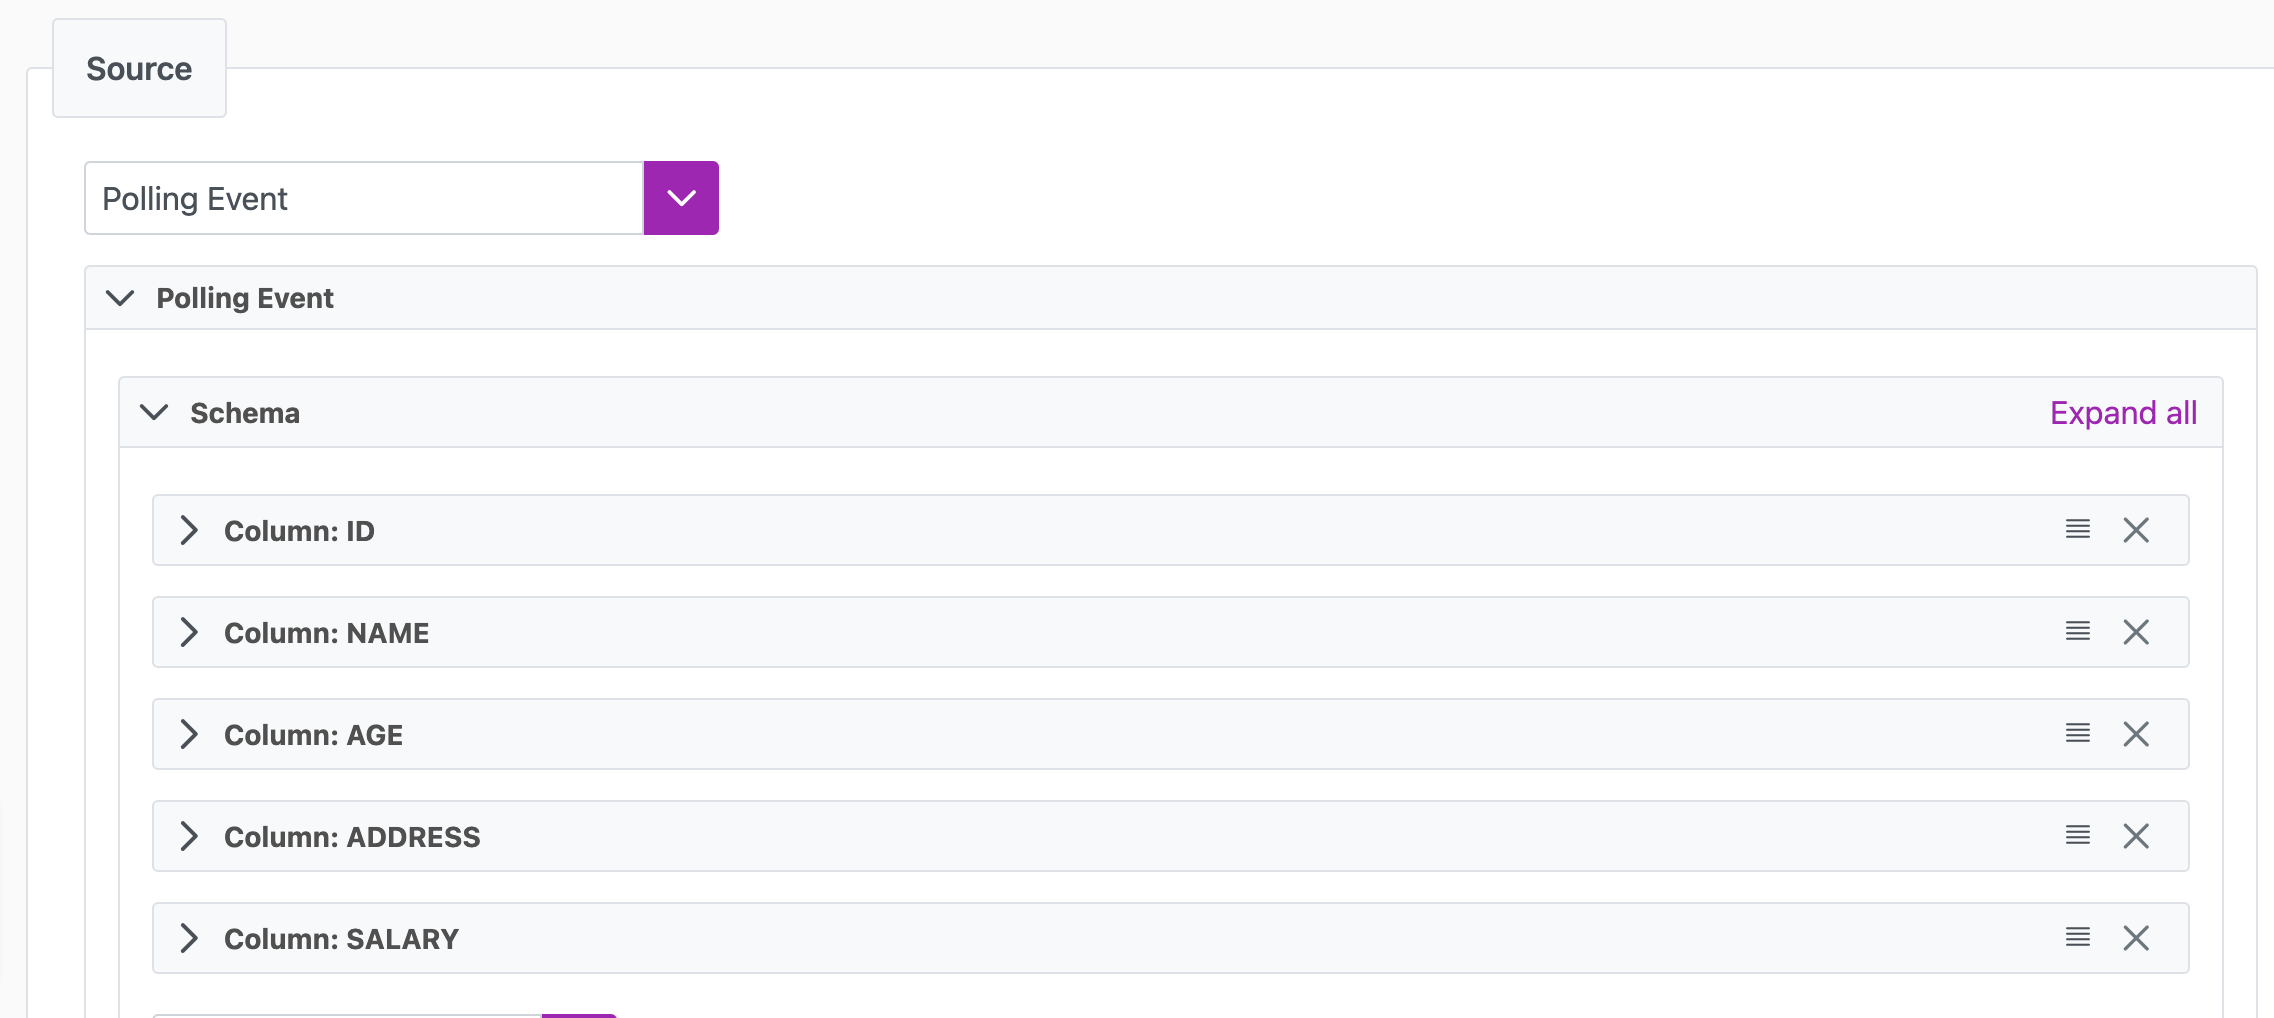 Source
Polling Event
Polling Event
Schema
Expand all
Column: ID
Column: NAME
Column: AGE
Column: ADDRESS
Column: SALARY